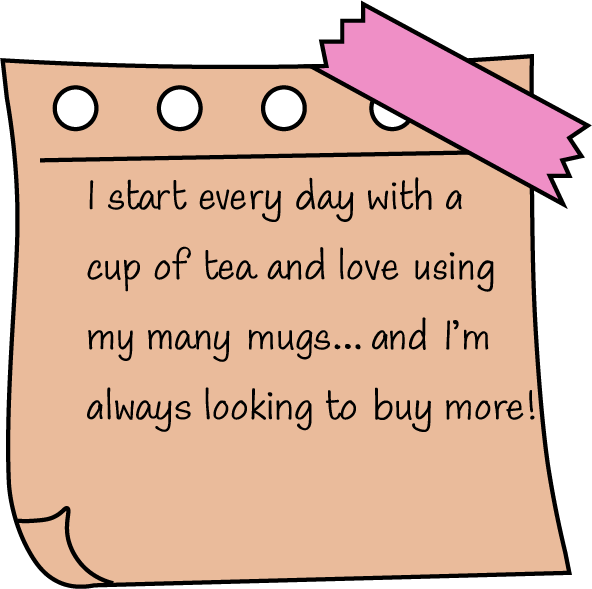 I start every day with a
cup of tea and love using
my many mugs... and I'm
always looking to buy more!